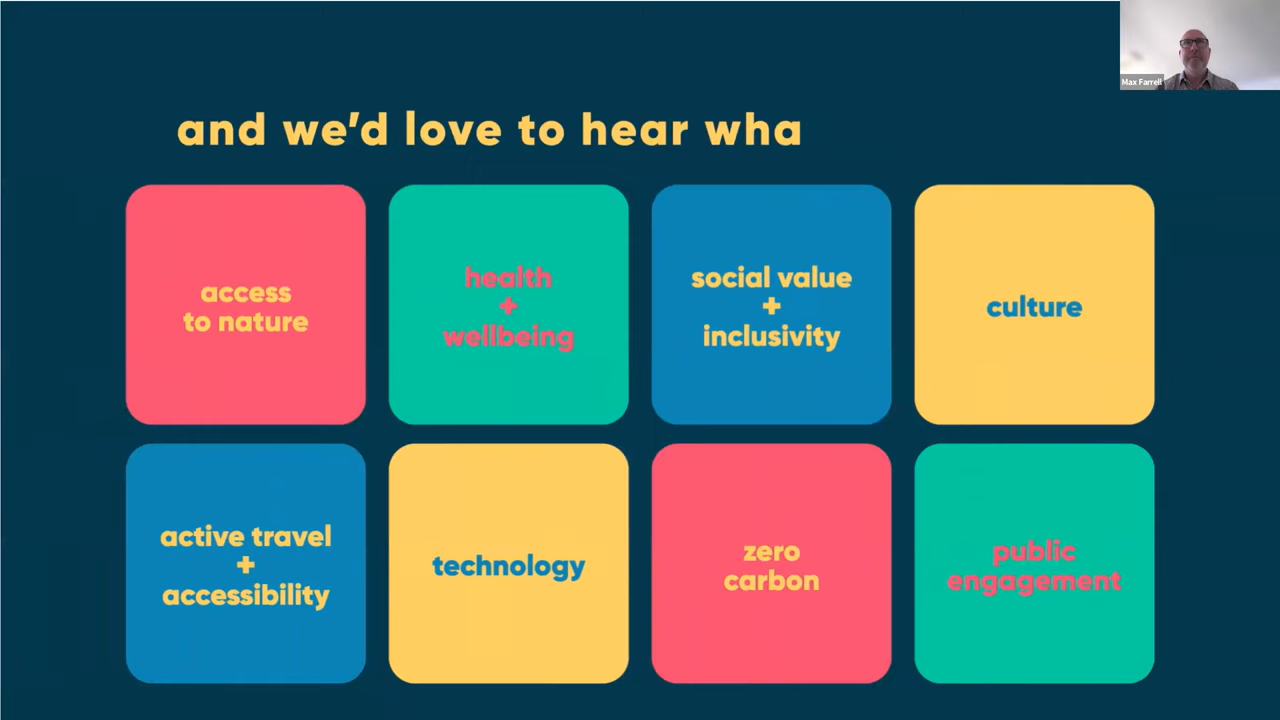 Max Farrell
and we'd love to hear wha
access
to nature
health
+
wellbeing
social value
+
inclusivity
culture
active travel
+
accessibility
technology
zero
carbon
public
engagement